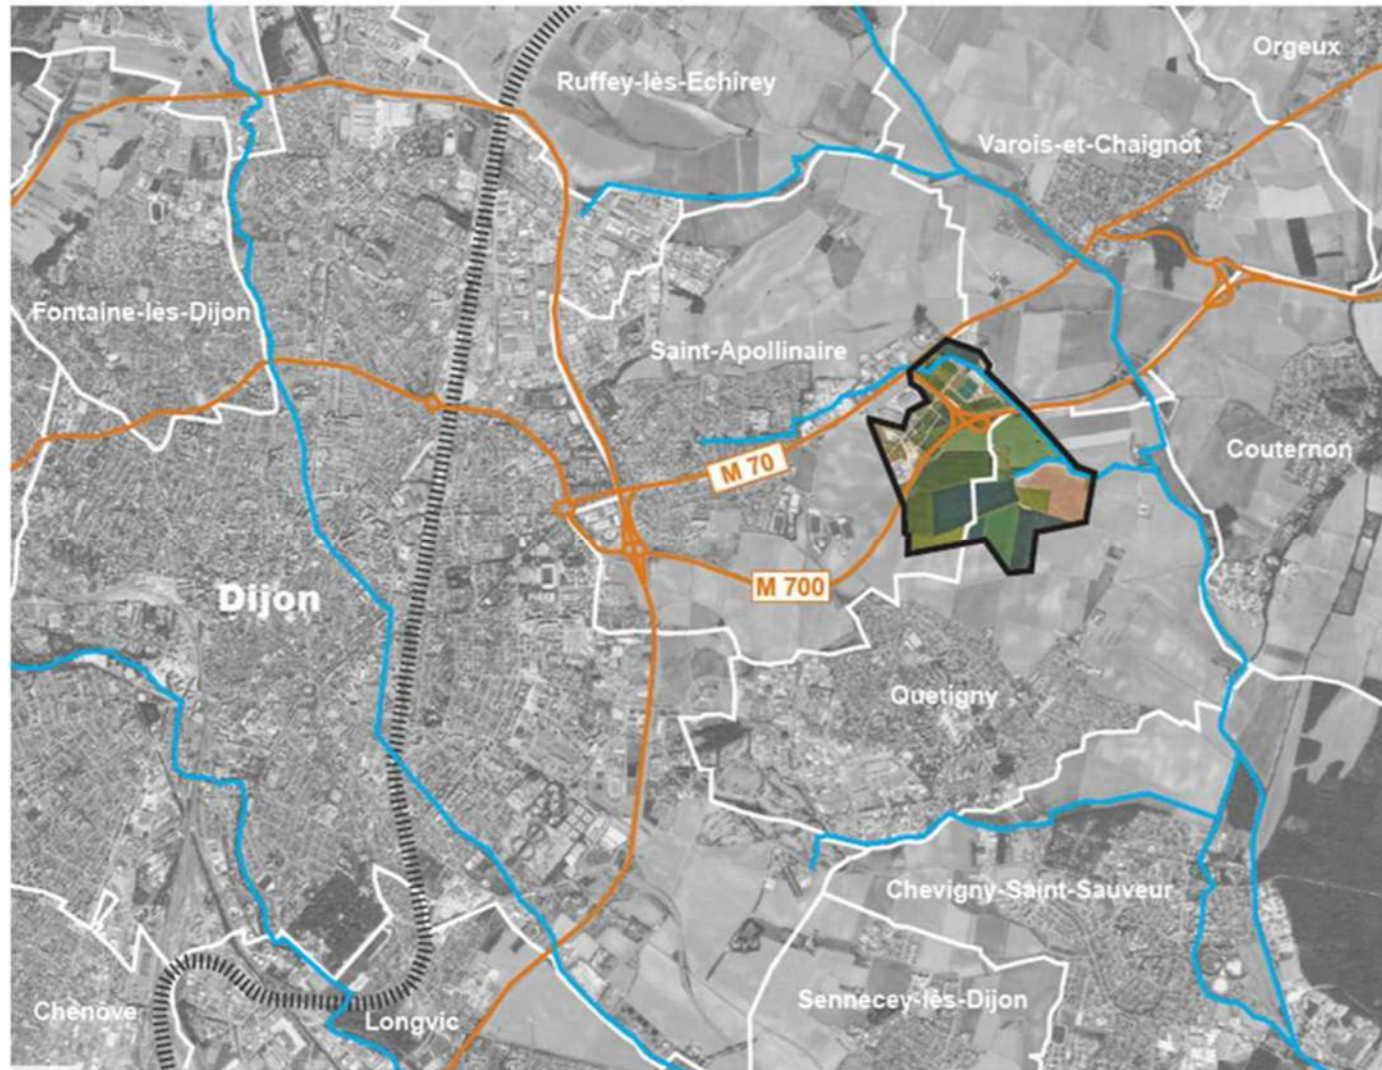 Orgeux
Ruffey-lès-Echirey
Varois-et-Chaignot
Fontaine-lès-Dijon
Saint-Apollinaire
Couternon
M 70
M 700
Dijon
Quetigny
Chevigny-Saint-Sauveur
Sennecey-lès-Dijon
Chenôve
Longvic